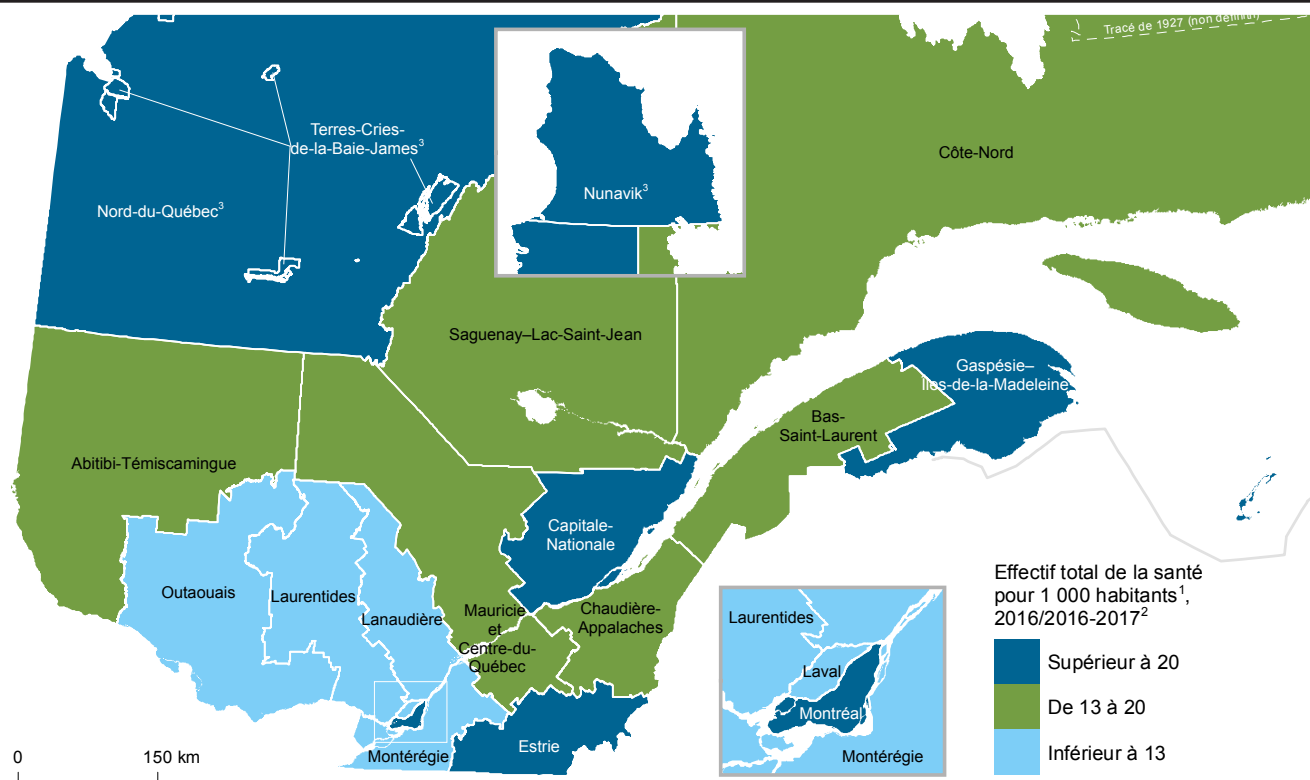 Tracé de 1927 (non définitif)
Terres-Cries-
de-la-Baie-James³
Nunavik³
Côte-Nord
Nord-du-Québec³
Saguenay–Lac-Saint-Jean
Gaspésie–
Îles-de-la-Madeleine
Bas-
Saint-Laurent
Abitibi-Témiscamingue
Capitale-
Nationale
Outaouais
Laurentides
Lanaudière
Mauricie
et
Centre-du-
Québec
Chaudière-
Appalaches
Estrie
Montérégie
Laurentides
Laval
Montréal
Montérégie
Effectif total de la santé
pour 1 000 habitants¹,
2016/2016-2017²
Supérieur à 20
De 13 à 20
Inférieur à 13
0 150 km